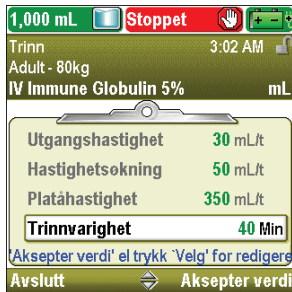 1,000 mL Stoppet
Trinn 3:02 AM
Adult - 80kg
IV Immune Globulin 5% mL
Utgangshastighet 30 mL/t
Hastighetsøkning 50 mL/t
Platåhastighet 350 mL/t
Trinnvarighet 40 Min
'Aksepter verdi' el trykk `Velg' for redigere
Avslutt Aksepter verdi